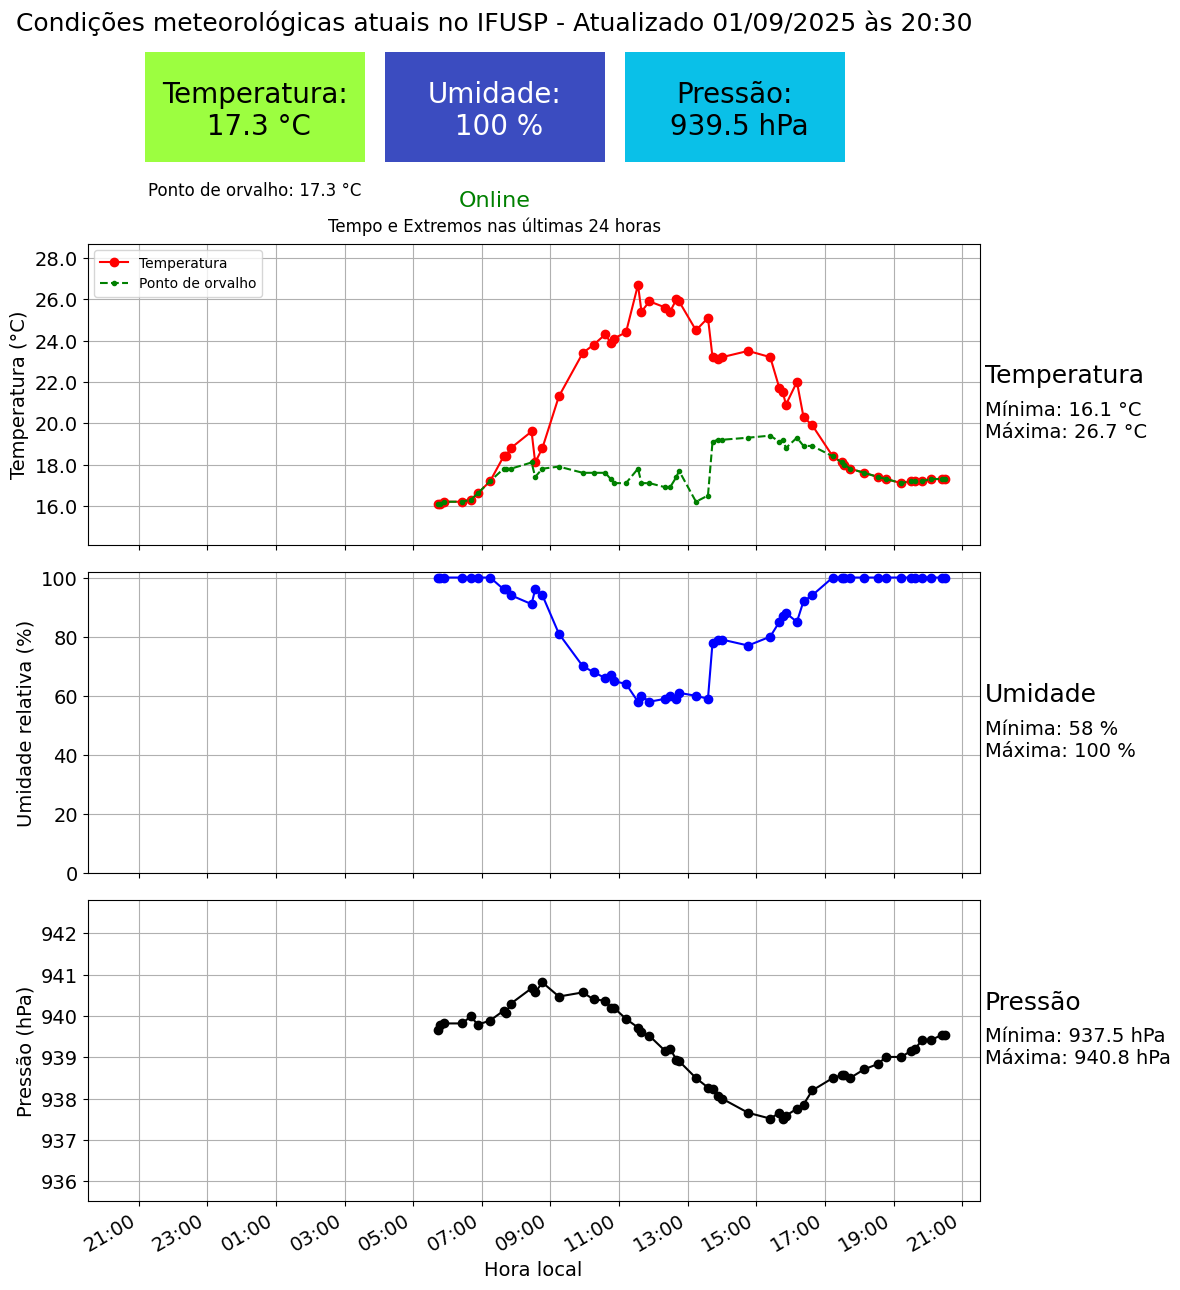 Condições meteorológicas atuais no IFUSP - Atualizado 01/09/2025 às 20:30
Temperatura:
17.3 °C
Umidade:
100 %
Pressão:
939.5 hPa
Ponto de orvalho: 17.3 °C
Online
Tempo e Extremos nas últimas 24 horas
Temperatura
Ponto de orvalho
Temperatura (°C)
28.0
26.0
24.0
22.0
20.0
18.0
16.0
Temperatura
Mínima: 16.1 °C
Máxima: 26.7 °C
Umidade relativa (%)
100
80
60
40
20
0
Umidade
Mínima: 58 %
Máxima: 100 %
Pressão (hPa)
942
941
940
939
938
937
936
Pressão
Mínima: 937.5 hPa
Máxima: 940.8 hPa
21:00
23:00
01:00
03:00
05:00
07:00
09:00
11:00
13:00
15:00
17:00
19:00
21:00
Hora local